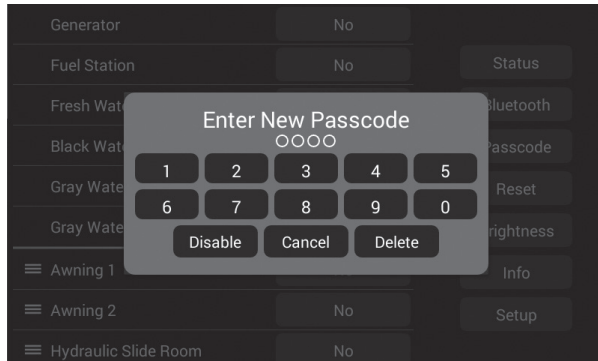 Generator No
Fuel Station No
Status
Fresh Wat
Bluetooth
Enter New Passcode
Black Wat
Passcode
1 2 3 4 5
Gray Wate
Reset
6 7 8 9 0
Gray Wate
rightness
Disable Cancel Delete
Awning 1
Info
Awning 2 No
Setup
Hydraulic Slide Room No